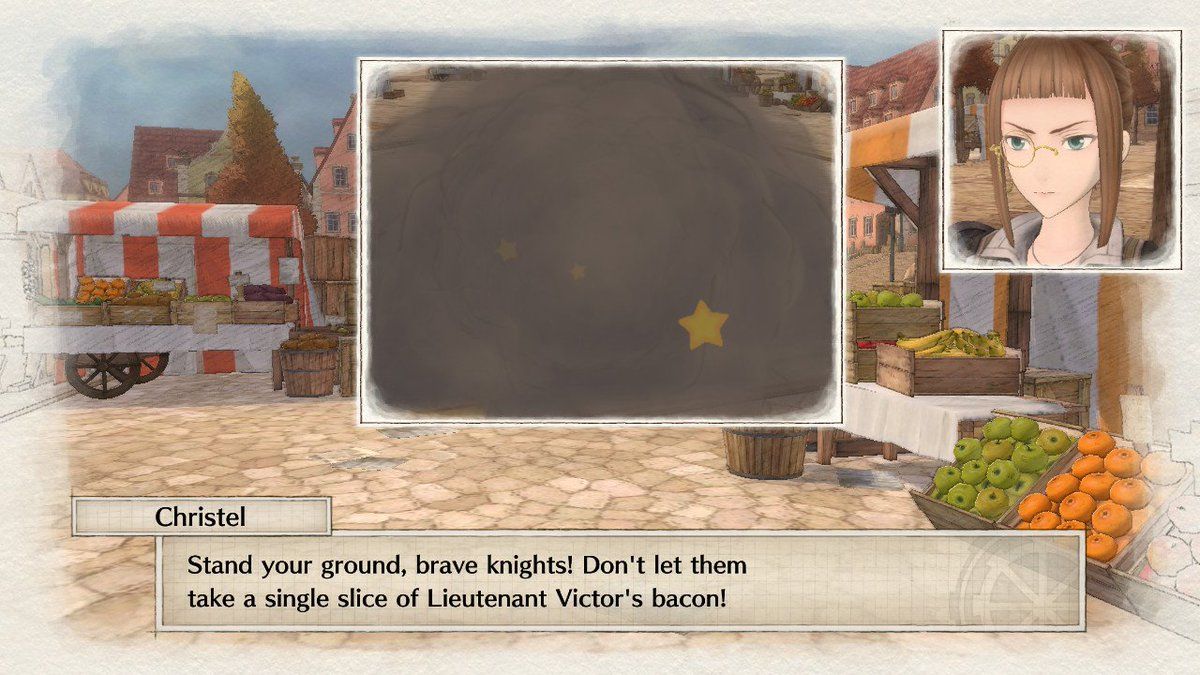 Christel
Stand your ground, brave knights! Don't let them
take a single slice of Lieutenant Victor's bacon!